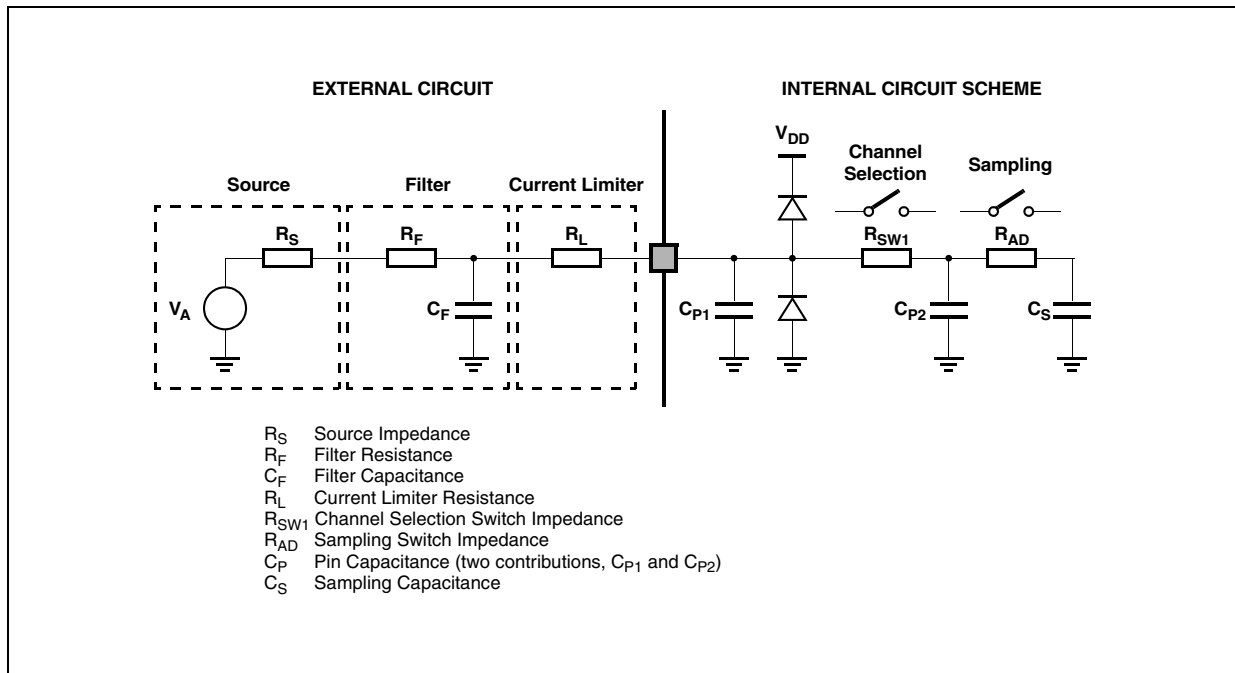 EXTERNAL CIRCUIT
INTERNAL CIRCUIT SCHEME
VDD
Channel
Selection
Sampling
Source
Filter
Current Limiter
RS
RF
RL
RSW1
RAD
VA
CF
CP1
CP2
CS
RS Source Impedance
RF Filter Resistance
CF Filter Capacitance
RL Current Limiter Resistance
RSW1 Channel Selection Switch Impedance
RAD Sampling Switch Impedance
CP Pin Capacitance (two contributions, CP1 and CP2)
CS Sampling Capacitance